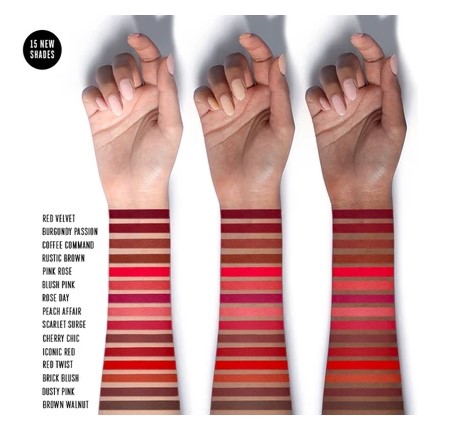 15 NEW
SHADES
RED VELVET
BURGUNDY PASSION
COFFEE COMMAND
RUSTIC BROWN
PINK ROSE
BLUSH PINK
ROSE DAY
PEACH AFFAIR
SCARLET SURGE
CHERRY CHIC
ICONIC RED
RED TWIST
BRICK BLUSH
DUSTY PINK
BROWN WALNUT